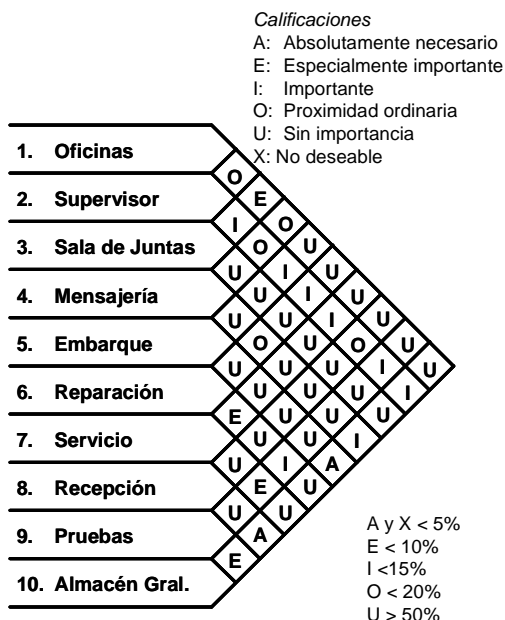 Calificaciones
A: Absolutamente necesario
E: Especialmente importante
I: Importante
O: Proximidad ordinaria
U: Sin importancia
X: No deseable
1. Oficinas
O
2. Supervisor E
I O
3. Sala de Juntas O U
U I U
4. Mensajería U I U
U U I U
5. Embarque O U O U
U U U I U
6. Reparación U U U I
E U U U
7. Servicio U U I
U I A
8. Recepción E U
U U
9. Pruebas A
E
10. Almacén Gral.
A y X < 5%
E < 10%
I <15%
O < 20%
U > 50%